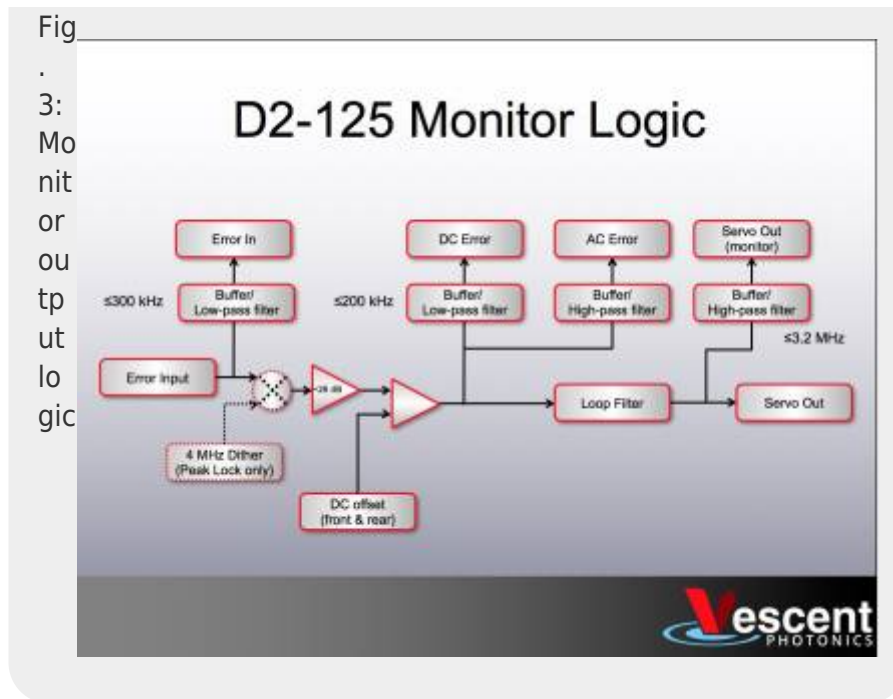 Fig
.
3:
Mo
nit
or
ou
tp
ut
lo
gic
D2-125 Monitor Logic
Error In
DC Error
AC Error
Servo Out
(monitor)
≤300 kHz
Buffer/
Low-pass filter
≤200 kHz
Buffer/
Low-pass filter
Buffer/
High-pass filter
Buffer/
High-pass filter
≤3.2 MHz
Error Input
Loop Filter
Servo Out
4 MHz Dither
(Peak Lock only)
DC offset
(front & rear)
Vescent
PHOTONICS